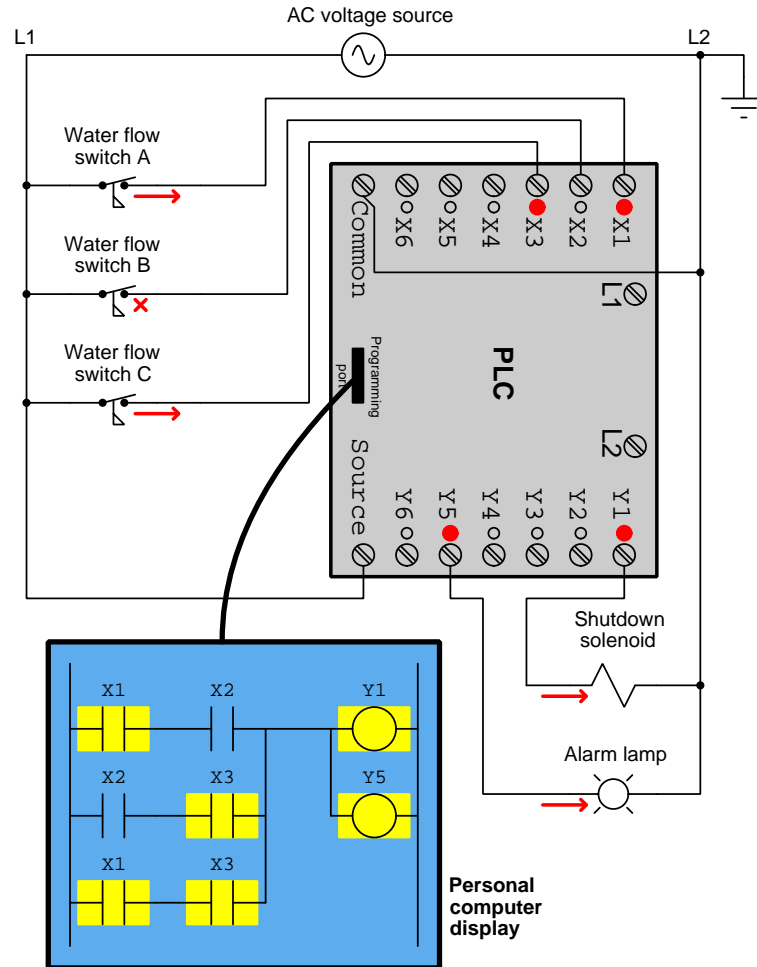 AC voltage source
L1
L2
Water flow
switch A
Water flow
switch B
Water flow
switch C
Common
X6
X5
X4
X3
X2
X1
L1
Programming
port
PLC
L2
Source
Y6
Y5
Y4
Y3
Y2
Y1
Shutdown
solenoid
Alarm lamp
X1
X2
Y1
X2
X3
Y5
X1
X3
Personal
computer
display